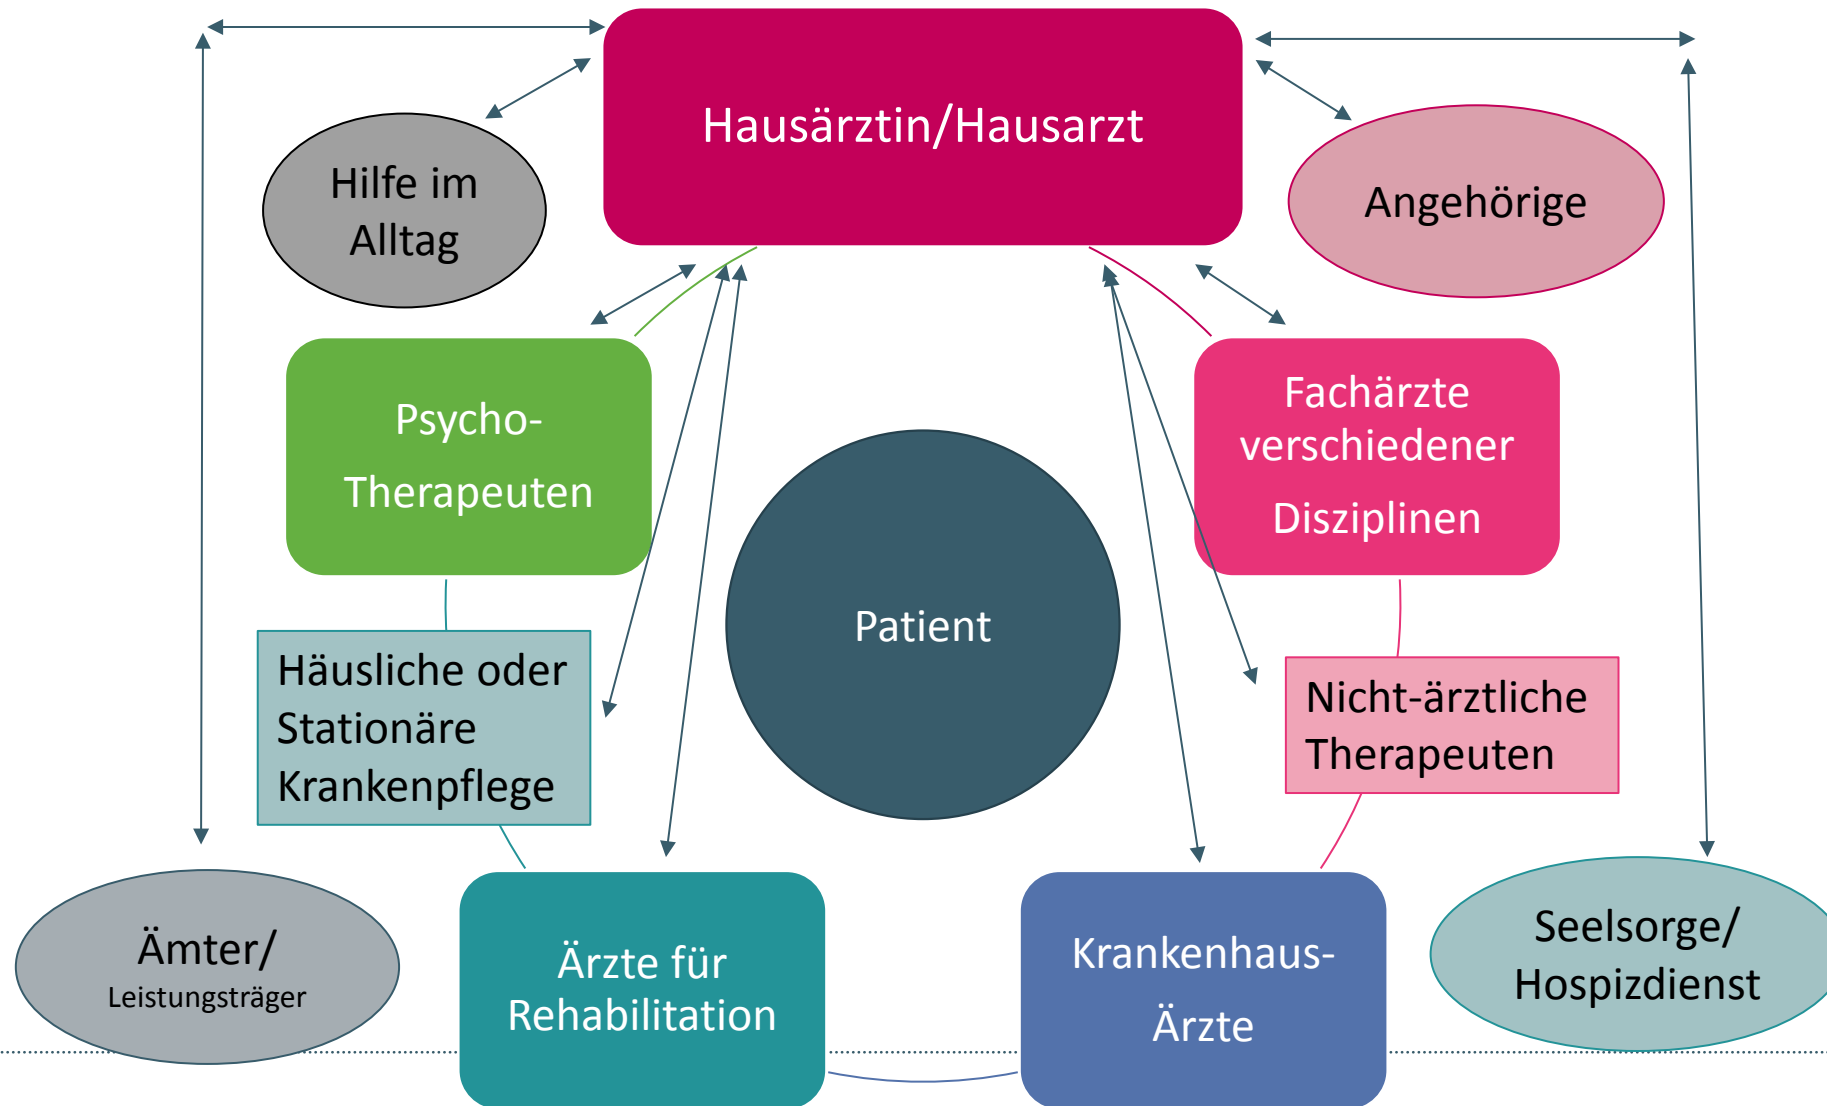 Hausärztin/Hausarzt
Hilfe im
Alltag
Angehörige
Psycho-
Therapeuten
Fachärzte
verschiedener
Disziplinen
Patient
Häusliche oder
Stationäre
Krankenpflege
Nicht-ärztliche
Therapeuten
Ämter/
Leistungsträger
Ärzte für
Rehabilitation
Krankenhaus-
Ärzte
Seelsorge/
Hospizdienst